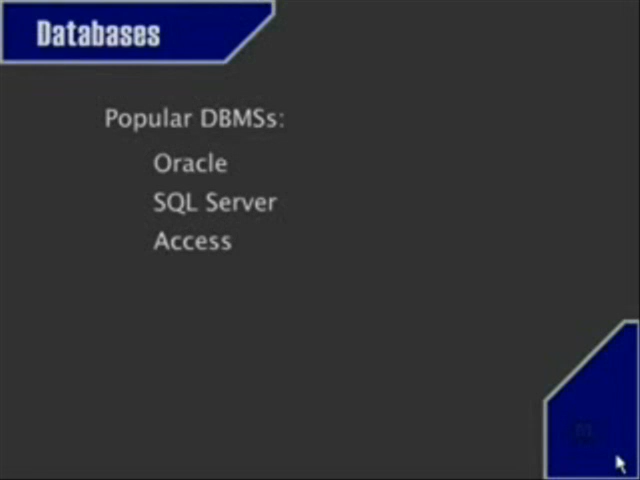 Databases
Popular DBMSs:
Oracle
SQL Server
Access